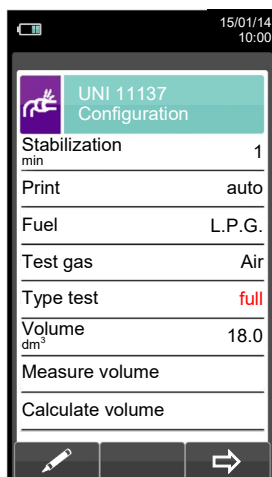 15/01/14
10:00
UNI 11137
Configuration
Stabilization 1
min
Print auto
Fuel L.P.G.
Test gas Air
Type test full
Volume 18.0
dm³
Measure volume
Calculate volume